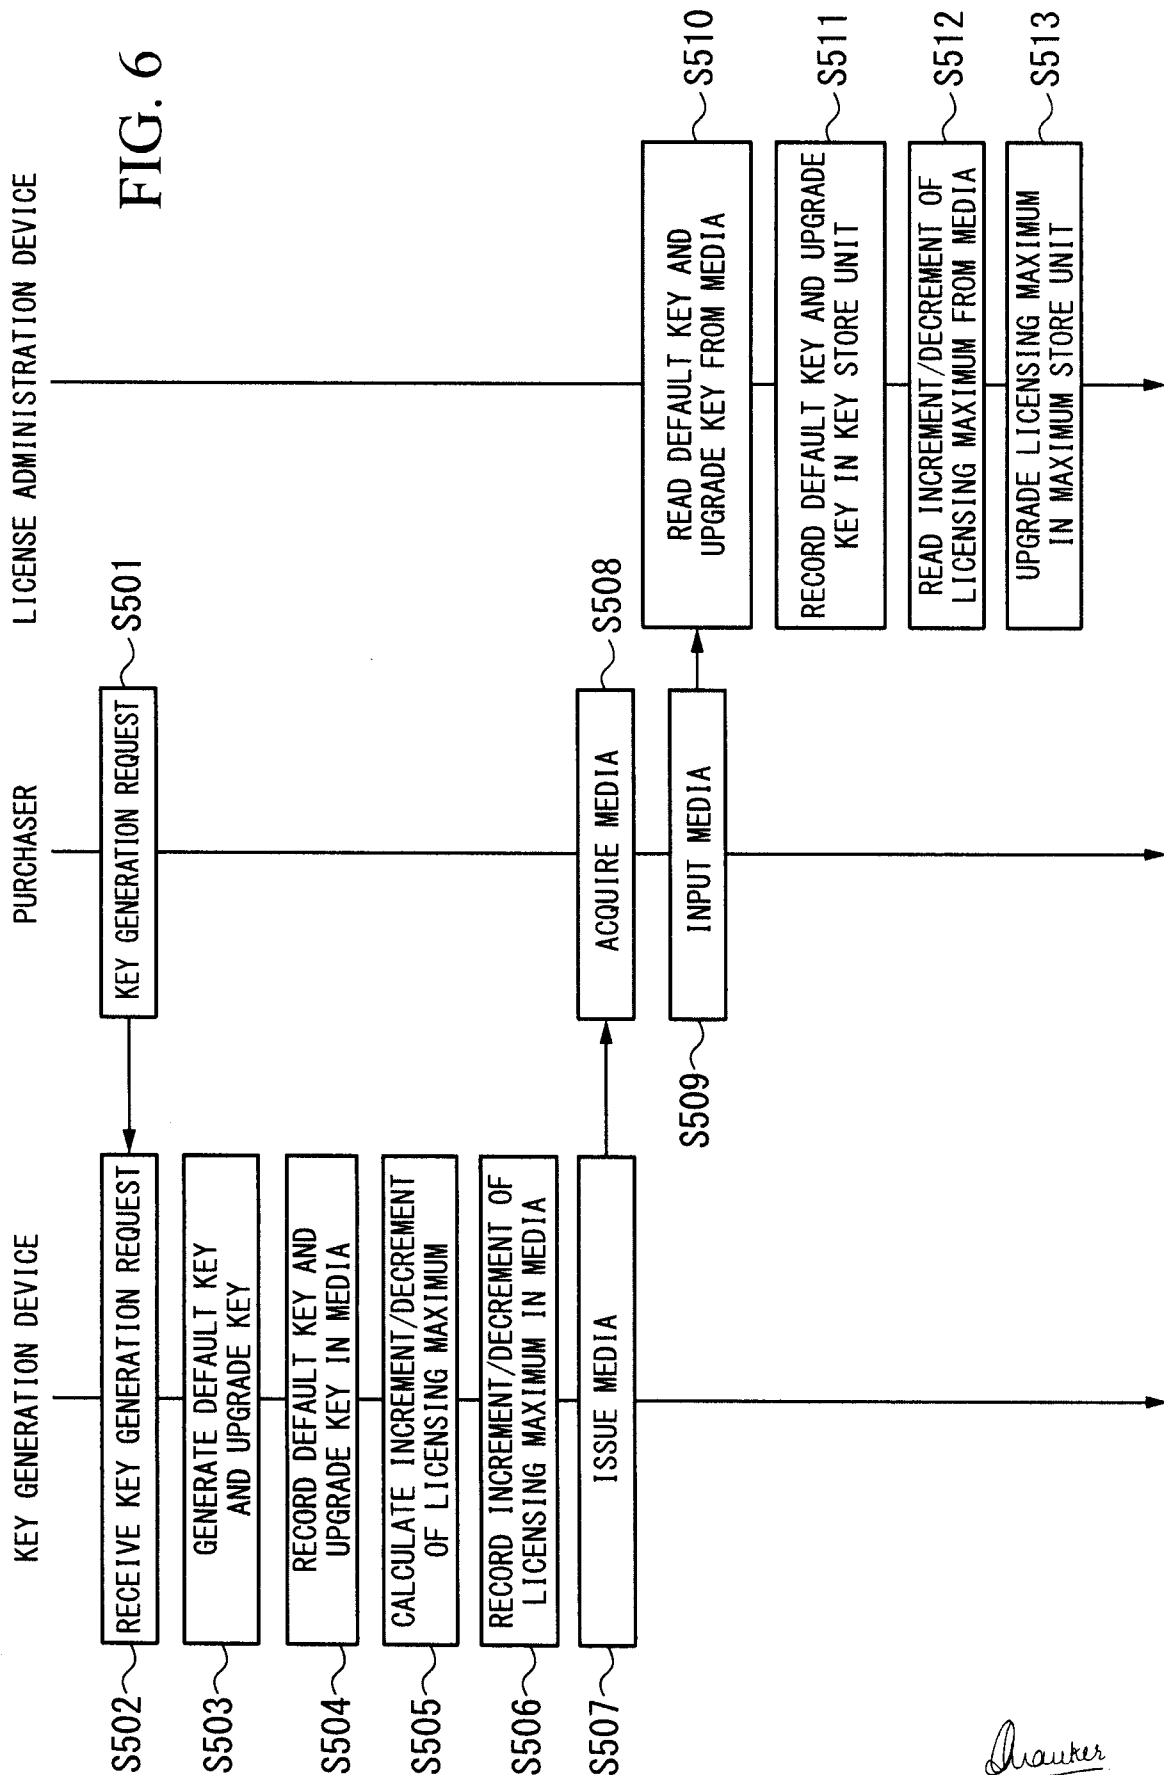 FIG. 6
KEY GENERATION DEVICE
PURCHASER
LICENSE ADMINISTRATION DEVICE
KEY GENERATION REQUEST
S501
S502
RECEIVE KEY GENERATION REQUEST
S503
GENERATE DEFAULT KEY
AND UPGRADE KEY
S504
RECORD DEFAULT KEY AND
UPGRADE KEY IN MEDIA
S505
CALCULATE INCREMENT/DECREMENT
OF LICENSING MAXIMUM
S506
RECORD INCREMENT/DECREMENT OF
LICENSING MAXIMUM IN MEDIA
S507
ISSUE MEDIA
ACQUIRE MEDIA
S508
S509
INPUT MEDIA
READ DEFAULT KEY AND
UPGRADE KEY FROM MEDIA
S510
RECORD DEFAULT KEY AND UPGRADE
KEY IN KEY STORE UNIT
S511
READ INCREMENT/DECREMENT OF
LICENSING MAXIMUM FROM MEDIA
S512
UPGRADE LICENSING MAXIMUM
IN MAXIMUM STORE UNIT
S513